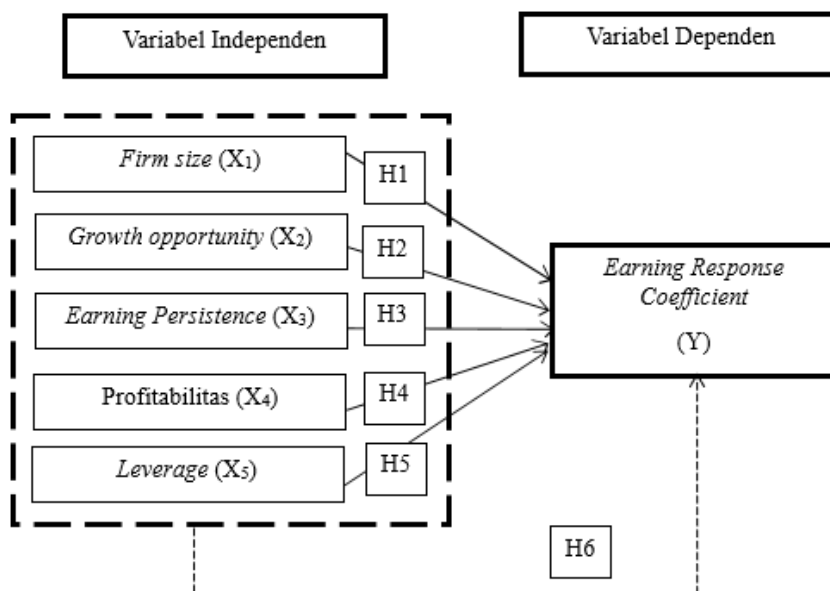 Variabel Independen
Variabel Dependen
Firm size (X₁)
H1
Growth opportunity (X₂)
H2
Earning Persistence (X₃)
H3
Profitabilitas (X₄)
H4
Leverage (X₅)
H5
Earning Response
Coefficient
(Y)
H6